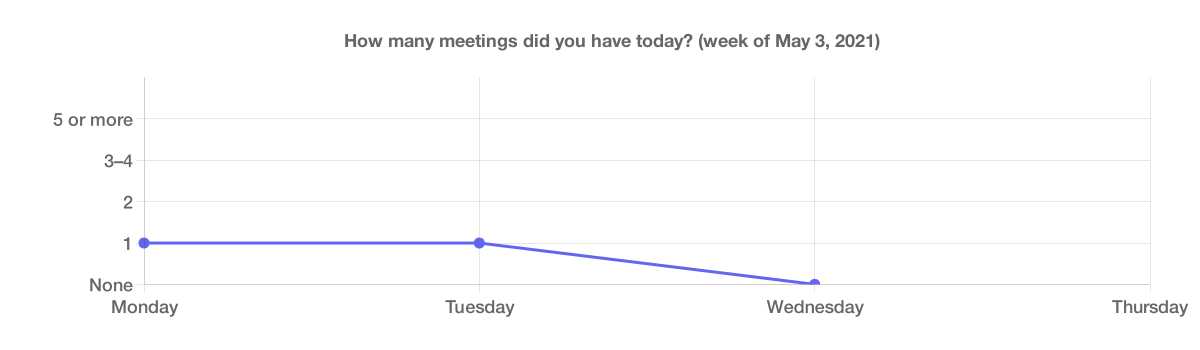 How many meetings did you have today? (week of May 3, 2021)
5 or more
3–4
2
1
None
Monday Tuesday Wednesday Thursday